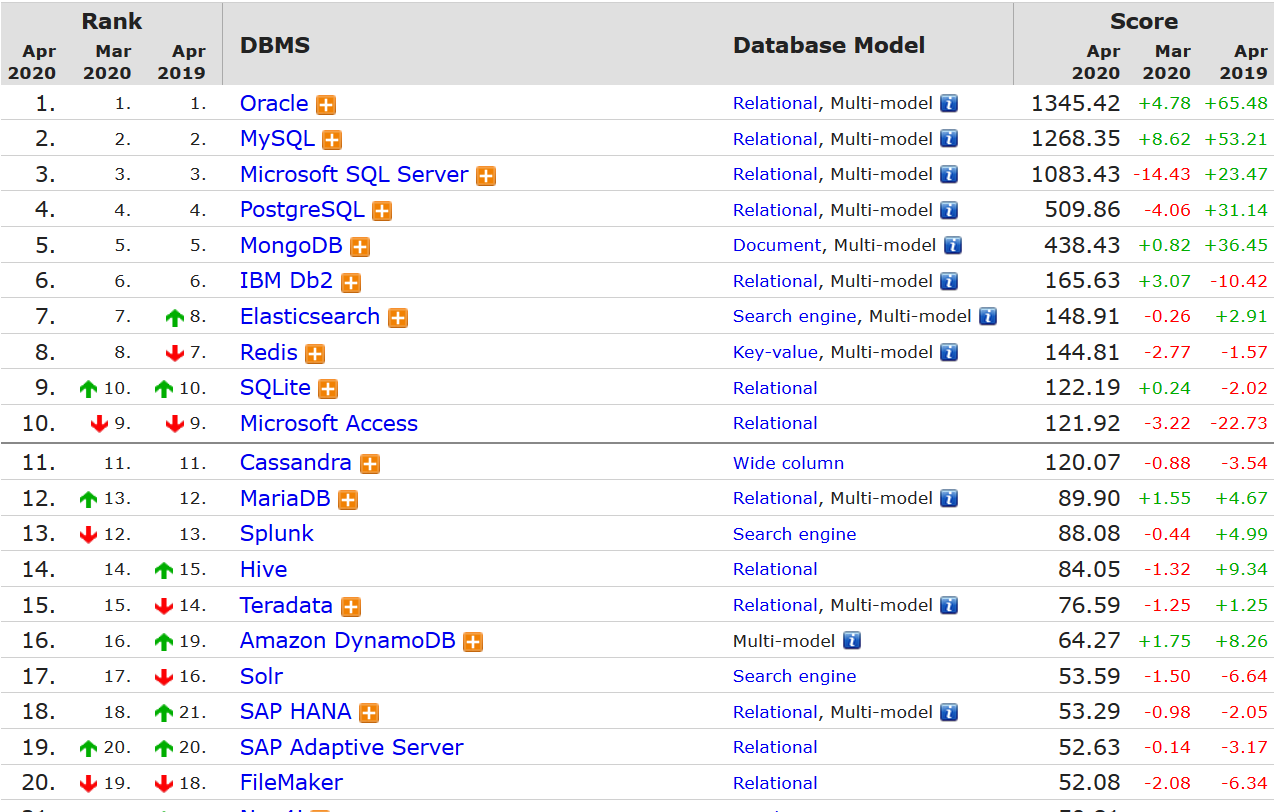 Rank DBMS Database Model Score
Apr 2020 Mar 2020 Apr 2019 Apr 2020 Mar 2020 Apr 2019
1. 1. 1. Oracle Relational, Multi-model 1345.42 +4.78 +65.48
2. 2. 2. MySQL Relational, Multi-model 1268.35 +8.62 +53.21
3. 3. 3. Microsoft SQL Server Relational, Multi-model 1083.43 -14.43 +23.47
4. 4. 4. PostgreSQL Relational, Multi-model 509.86 -4.06 +31.14
5. 5. 5. MongoDB Document, Multi-model 438.43 +0.82 +36.45
6. 6. 6. IBM Db2 Relational, Multi-model 165.63 +3.07 -10.42
7. 7. 8. Elasticsearch Search engine, Multi-model 148.91 -0.26 +2.91
8. 8. 7. Redis Key-value, Multi-model 144.81 -2.77 -1.57
9. 10. 10. SQLite Relational 122.19 +0.24 -2.02
10. 9. 9. Microsoft Access Relational 121.92 -3.22 -22.73
11. 11. 11. Cassandra Wide column 120.07 -0.88 -3.54
12. 13. 12. MariaDB Relational, Multi-model 89.90 +1.55 +4.67
13. 12. 13. Splunk Search engine 88.08 -0.44 +4.99
14. 14. 15. Hive Relational 84.05 -1.32 +9.34
15. 15. 14. Teradata Relational, Multi-model 76.59 -1.25 +1.25
16. 16. 19. Amazon DynamoDB Multi-model 64.27 +1.75 +8.26
17. 17. 16. Solr Search engine 53.59 -1.50 -6.64
18. 18. 21. SAP HANA Relational, Multi-model 53.29 -0.98 -2.05
19. 20. 20. SAP Adaptive Server Relational 52.63 -0.14 -3.17
20. 19. 18. FileMaker Relational 52.08 -2.08 -6.34